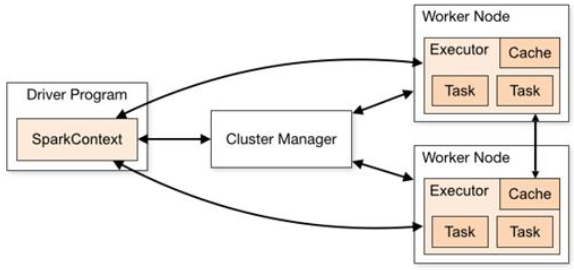 Driver Program
SparkContext
Cluster Manager
Worker Node
Executor
Cache
Task
Task
Worker Node
Executor
Cache
Task
Task